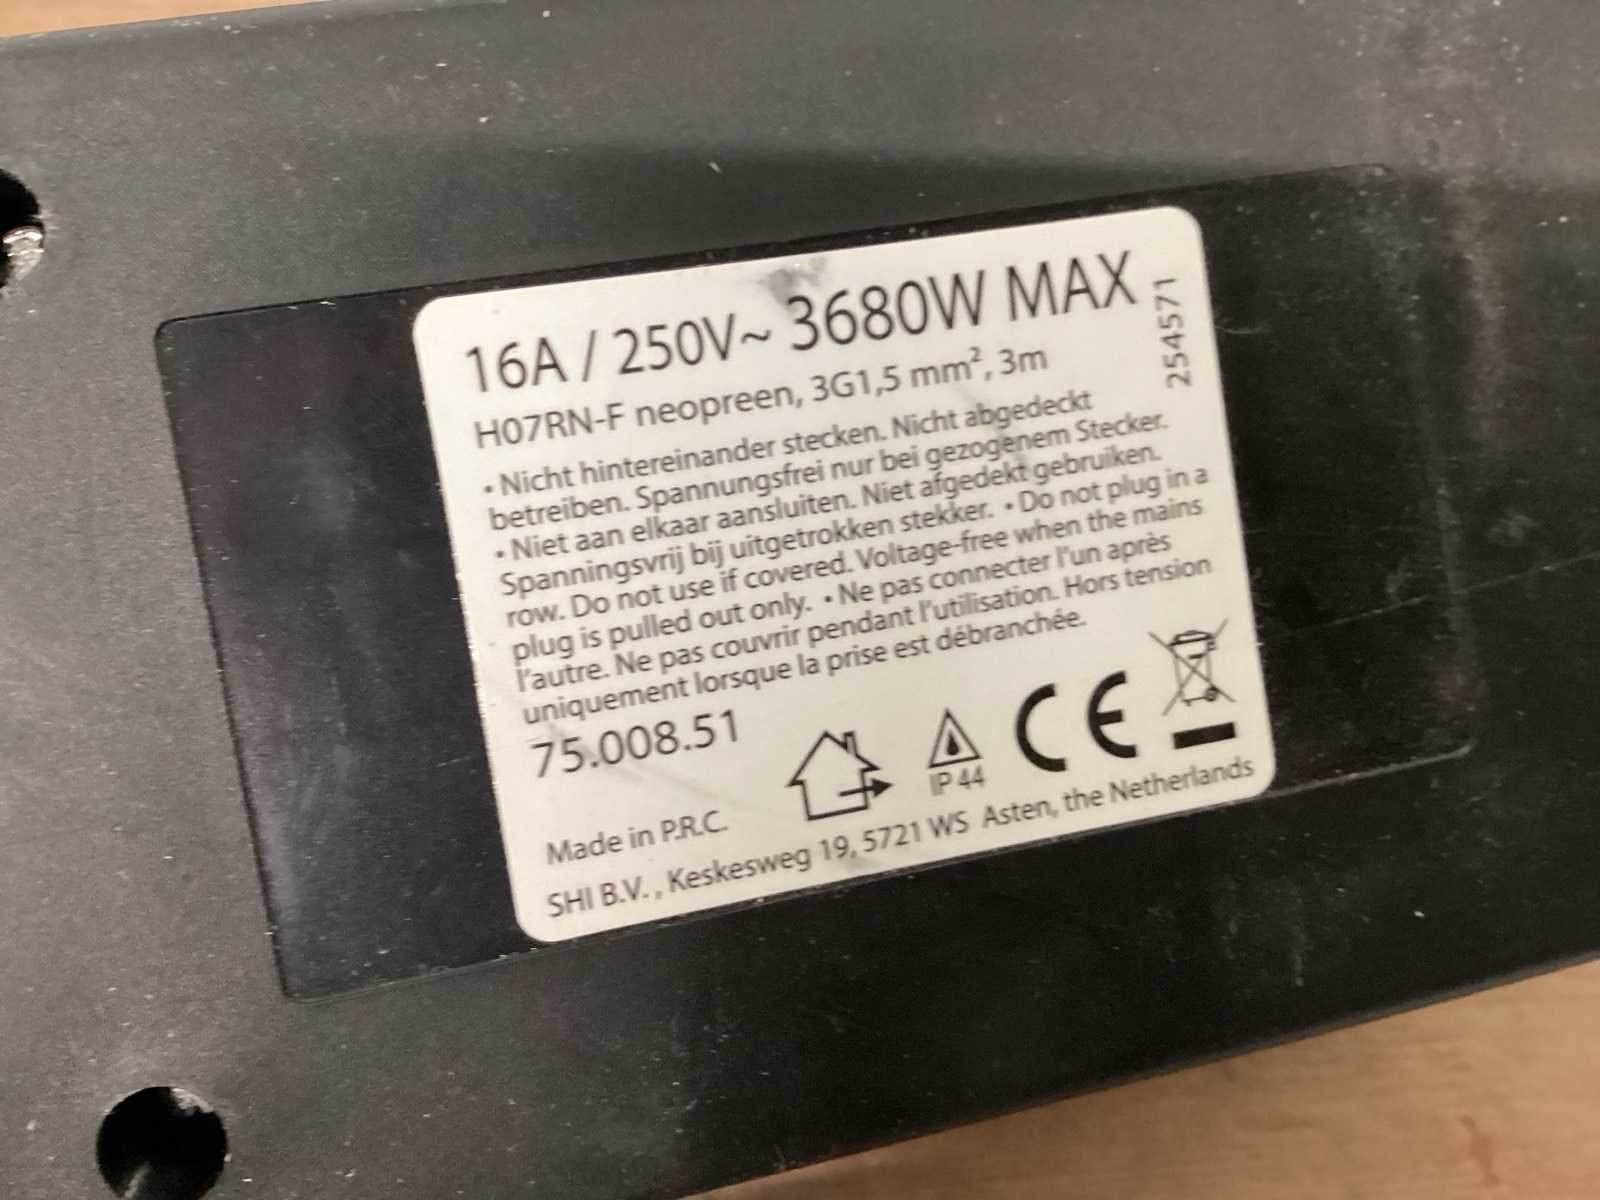 16A / 250V~ 3680W MAX
254571
H07RN-F neopreen, 3G1,5 mm², 3m
• Nicht hintereinander stecken. Nicht abgedeckt
betreiben. Spannungsfrei nur bei gezogenem Stecker.
• Niet aan elkaar aansluiten. Niet afgedekt gebruiken.
Spanningsvrij bij uitgetrokken stekker. • Do not plug in a
row. Do not use if covered. Voltage-free when the mains
plug is pulled out only. • Ne pas connecter l'un après
l'autre. Ne pas couvrir pendant l'utilisation. Hors tension
uniquement lorsque la prise est débranchée.
75.008.51
IP 44
CE
Made in P.R.C.
SHI B.V. , Keskesweg 19, 5721 WS Asten, the Netherlands